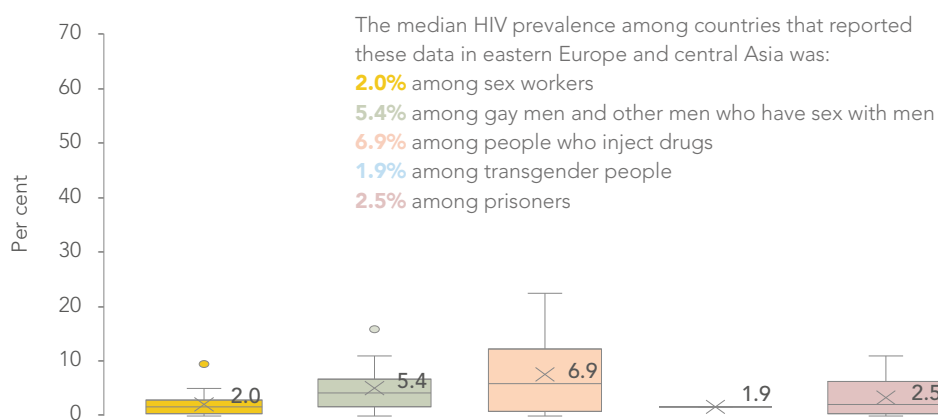 The median HIV prevalence among countries that reported
these data in eastern Europe and central Asia was:
2.0% among sex workers
5.4% among gay men and other men who have sex with men
6.9% among people who inject drugs
1.9% among transgender people
2.5% among prisoners
Per cent
70
60
50
40
30
20
10
0
2.0
5.4
6.9
1.9
2.5